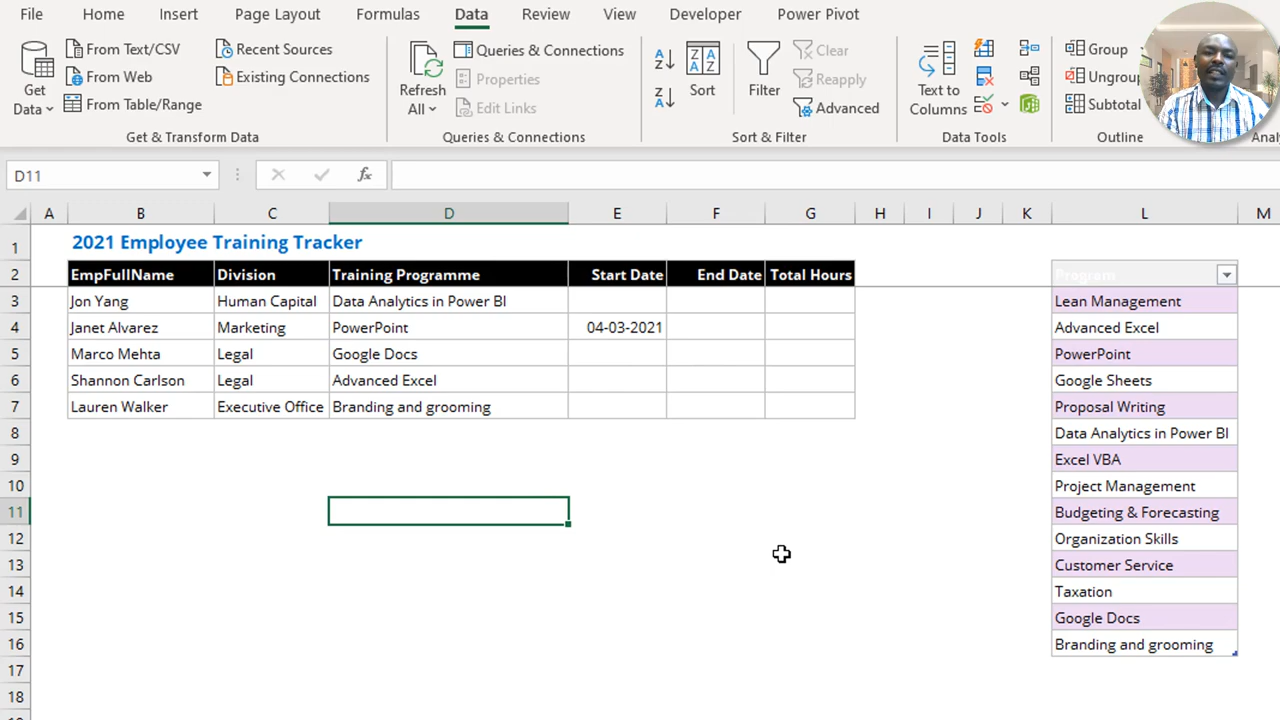 File Home Insert Page Layout Formulas Data Review View Developer Power Pivot
Get Data
From Text/CSV
From Web
From Table/Range
Recent Sources
Existing Connections
Get & Transform Data
Refresh All
Queries & Connections
Properties
Edit Links
Queries & Connections
Sort
Filter
Clear
Reapply
Advanced
Sort & Filter
Text to Columns
Data Tools
Group
Ungroup
Subtotal
Outline
D11 fx
A B C D E F G H I J K L M
1 2021 Employee Training Tracker
2 EmpFullName Division Training Programme Start Date End Date Total Hours Program
3 Jon Yang Human Capital Data Analytics in Power BI Lean Management
4 Janet Alvarez Marketing PowerPoint 04-03-2021 Advanced Excel
5 Marco Mehta Legal Google Docs PowerPoint
6 Shannon Carlson Legal Advanced Excel Google Sheets
7 Lauren Walker Executive Office Branding and grooming Proposal Writing
8 Data Analytics in Power BI
9 Excel VBA
10 Project Management
11 Budgeting & Forecasting
12 Organization Skills
13 Customer Service
14 Taxation
15 Google Docs
16 Branding and grooming
17
18